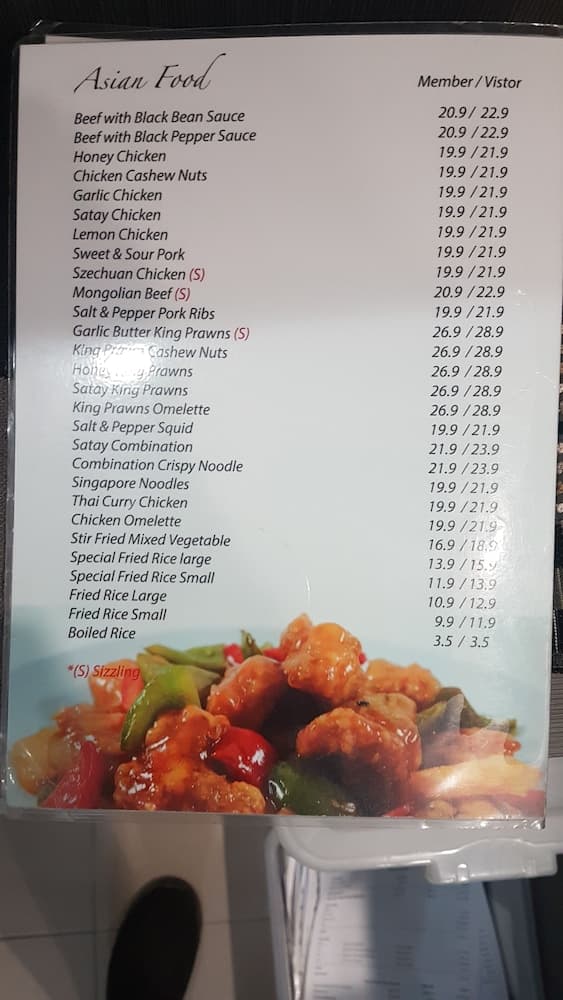 Asian Food Member / Vistor
Beef with Black Bean Sauce 20.9 / 22.9
Beef with Black Pepper Sauce 20.9 / 22.9
Honey Chicken 19.9 / 21.9
Chicken Cashew Nuts 19.9 / 21.9
Garlic Chicken 19.9 / 21.9
Satay Chicken 19.9 / 21.9
Lemon Chicken 19.9 / 21.9
Sweet & Sour Pork 19.9 / 21.9
Szechuan Chicken (S) 19.9 / 21.9
Mongolian Beef (S) 20.9 / 22.9
Salt & Pepper Pork Ribs 19.9 / 21.9
Garlic Butter King Prawns (S) 26.9 / 28.9
King Cashew Nuts 26.9 / 28.9
Honey King Prawns 26.9 / 28.9
Satay King Prawns 26.9 / 28.9
King Prawns Omelette 26.9 / 28.9
Salt & Pepper Squid 19.9 / 21.9
Satay Combination 21.9 / 23.9
Combination Crispy Noodle 21.9 / 23.9
Singapore Noodles 19.9 / 21.9
Thai Curry Chicken 19.9 / 21.9
Chicken Omelette 19.9 / 21.9
Stir Fried Mixed Vegetable 16.9 / 18.9
Special Fried Rice large 13.9 / 15.9
Special Fried Rice Small 11.9 / 13.9
Fried Rice Large 10.9 / 12.9
Fried Rice Small 9.9 / 11.9
Boiled Rice 3.5 / 3.5
*(S) Sizzling